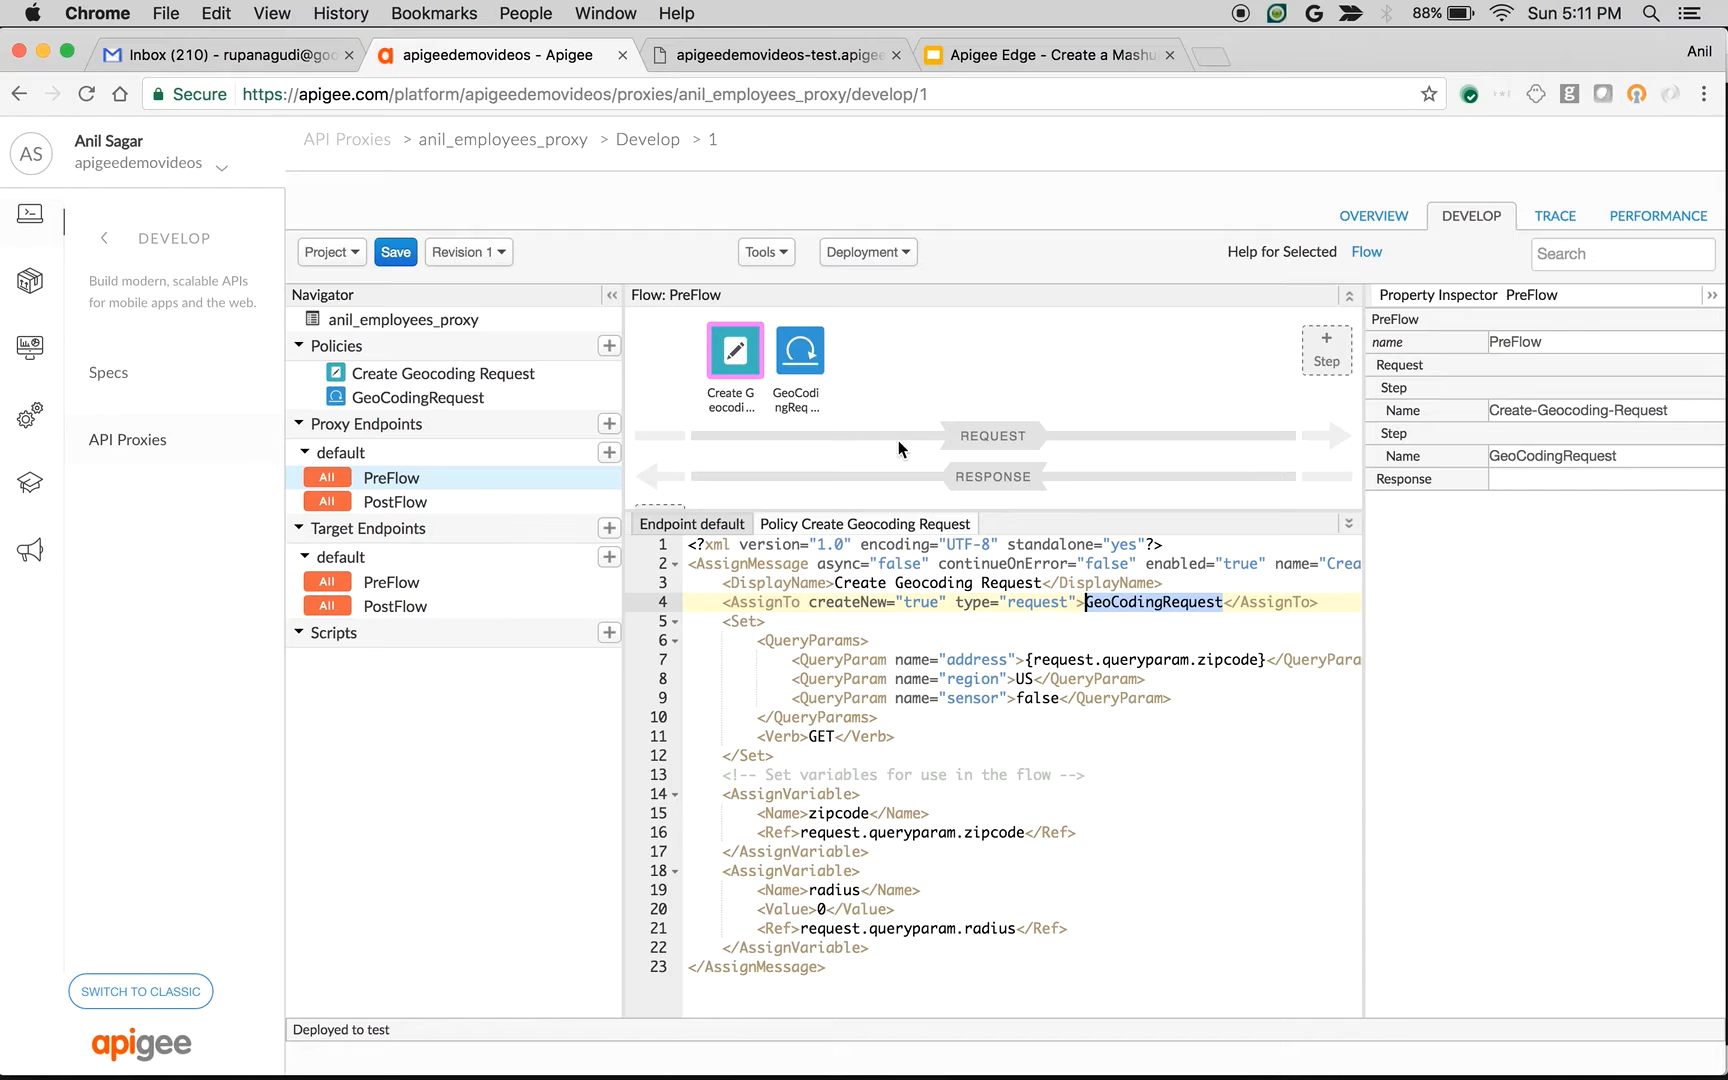 Chrome File Edit View History Bookmarks People Window Help 88% Sun 5:11 PM
Inbox (210) - rupanagudi@goo
apigeedemovideos - Apigee
apigeedemovideos-test.apigee
Apigee Edge - Create a Mashu
Anil
Secure https://apigee.com/platform/apigeedemovideos/proxies/anil_employees_proxy/develop/1
AS
Anil Sagar
apigeedemovideos
API Proxies > anil_employees_proxy > Develop > 1
DEVELOP
Build modern, scalable APIs
for mobile apps and the web.
Specs
API Proxies
SWITCH TO CLASSIC
apigee
OVERVIEW DEVELOP TRACE PERFORMANCE
Project Save Revision 1 Tools Deployment Help for Selected Flow Search
Navigator
anil_employees_proxy
Policies
Create Geocoding Request
GeoCodingRequest
Proxy Endpoints
default
All PreFlow
All PostFlow
Target Endpoints
default
All PreFlow
All PostFlow
Scripts
Flow: PreFlow
Create G
eocodi ...
GeoCodi
ngReq ...
+
Step
REQUEST
RESPONSE
Endpoint default Policy Create Geocoding Request
1 <?xml version="1.0" encoding="UTF-8" standalone="yes"?>
2 <AssignMessage async="false" continueOnError="false" enabled="true" name="Crea
3 <DisplayName>Create Geocoding Request</DisplayName>
4 <AssignTo createNew="true" type="request">GeoCodingRequest</AssignTo>
5 <Set>
6 <QueryParams>
7 <QueryParam name="address">{request.queryparam.zipcode}</QueryPara
8 <QueryParam name="region">US</QueryParam>
9 <QueryParam name="sensor">false</QueryParam>
10 </QueryParams>
11 <Verb>GET</Verb>
12 </Set>
13 <!-- Set variables for use in the flow -->
14 <AssignVariable>
15 <Name>zipcode</Name>
16 <Ref>request.queryparam.zipcode</Ref>
17 </AssignVariable>
18 <AssignVariable>
19 <Name>radius</Name>
20 <Value>0</Value>
21 <Ref>request.queryparam.radius</Ref>
22 </AssignVariable>
23 </AssignMessage>
Property Inspector PreFlow
PreFlow
name PreFlow
Request
Step
Name Create-Geocoding-Request
Step
Name GeoCodingRequest
Response
Deployed to test